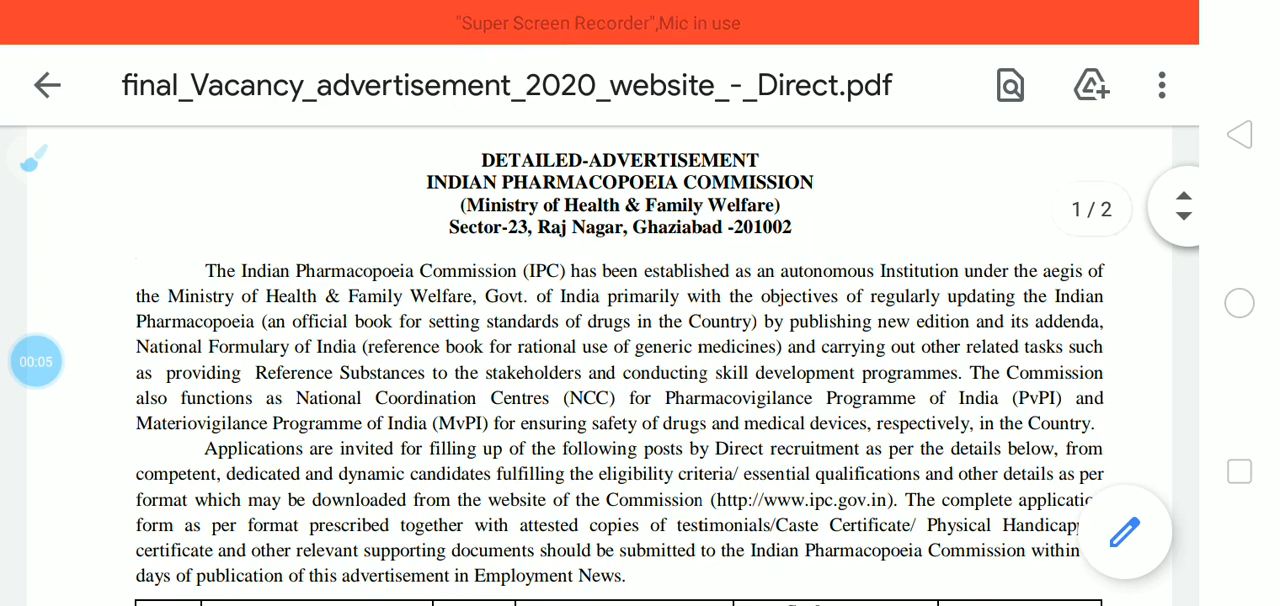 "Super Screen Recorder",Mic in use
final_Vacancy_advertisement_2020_website_-_Direct.pdf
DETAILED-ADVERTISEMENT
INDIAN PHARMACOPOEIA COMMISSION
(Ministry of Health & Family Welfare)
Sector-23, Raj Nagar, Ghaziabad -201002
1 / 2
The Indian Pharmacopoeia Commission (IPC) has been established as an autonomous Institution under the aegis of
the Ministry of Health & Family Welfare, Govt. of India primarily with the objectives of regularly updating the Indian
Pharmacopoeia (an official book for setting standards of drugs in the Country) by publishing new edition and its addenda,
National Formulary of India (reference book for rational use of generic medicines) and carrying out other related tasks such
00:05
as providing Reference Substances to the stakeholders and conducting skill development programmes. The Commission
also functions as National Coordination Centres (NCC) for Pharmacovigilance Programme of India (PvPI) and
Materiovigilance Programme of India (MvPI) for ensuring safety of drugs and medical devices, respectively, in the Country.
Applications are invited for filling up of the following posts by Direct recruitment as per the details below, from
competent, dedicated and dynamic candidates fulfilling the eligibility criteria/ essential qualifications and other details as per
format which may be downloaded from the website of the Commission (http://www.ipc.gov.in). The complete
form as per format prescribed together with attested copies of testimonials/Caste Certificate/ Physical
certificate and other relevant supporting documents should be submitted to the Indian Pharmacopoeia Commission within
days of publication of this advertisement in Employment News.